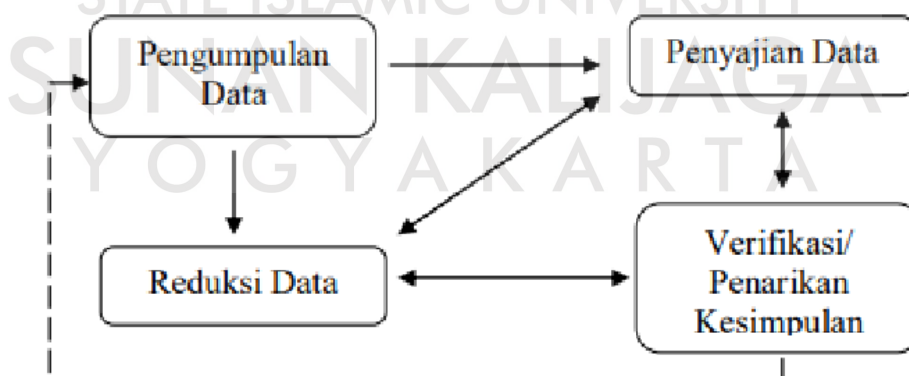 STATE ISLAMIC UNIVERSITY
SUNAN KALIJAGA
YOGYAKARTA
Pengumpulan
Data
Penyajian Data
Reduksi Data
Verifikasi/
Penarikan
Kesimpulan